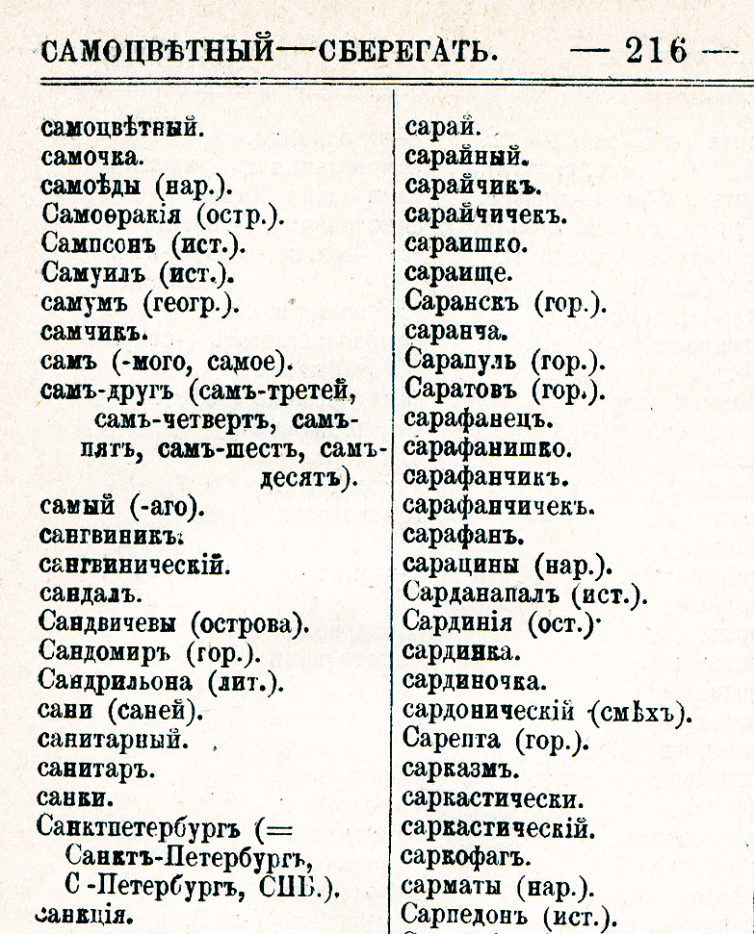 САМОЦВѢТНЫЙ—СБЕРЕГАТЬ. — 216 —
самоцвѣтный.
самочка.
самоѣды (нар.).
Самоѳракія (остр.).
Сампсонъ (ист.).
Самуилъ (ист.).
самумъ (геогр.).
самчикъ.
самъ (-мого, самое).
самъ-другъ (самъ-третей,
самъ-четвертъ, самъ-
пятъ, самъ-шестъ, самъ-
десятъ).
самый (-аго).
сангвиникъ.
сангвиническій.
сандалъ.
Сандвичевы (острова).
Сандомиръ (гор.).
Сандрильона (лит.).
сани (саней).
санитарный.
санитаръ.
санки.
Санктпетербургъ (=
Санктъ-Петербургъ,
С -Петербургъ, СПБ.).
санкція.
сарай.
сарайный.
сарайчикъ.
сарайчичекъ.
сараишко.
сараище.
Саранскъ (гор.).
саранча.
Сарапуль (гор.).
Саратовъ (гор.).
сарафанецъ.
сарафанишко.
сарафанчикъ.
сарафанчичекъ.
сарафанъ.
сарацины (нар.).
Сарданапалъ (ист.).
Сардинія (ост.).
сардинка.
сардиночка.
сардоническій (смѣхъ).
Сарепта (гор.).
сарказмъ.
саркастически.
саркастическій.
саркофагъ.
сарматы (нар.).
Сарпедонъ (ист.).